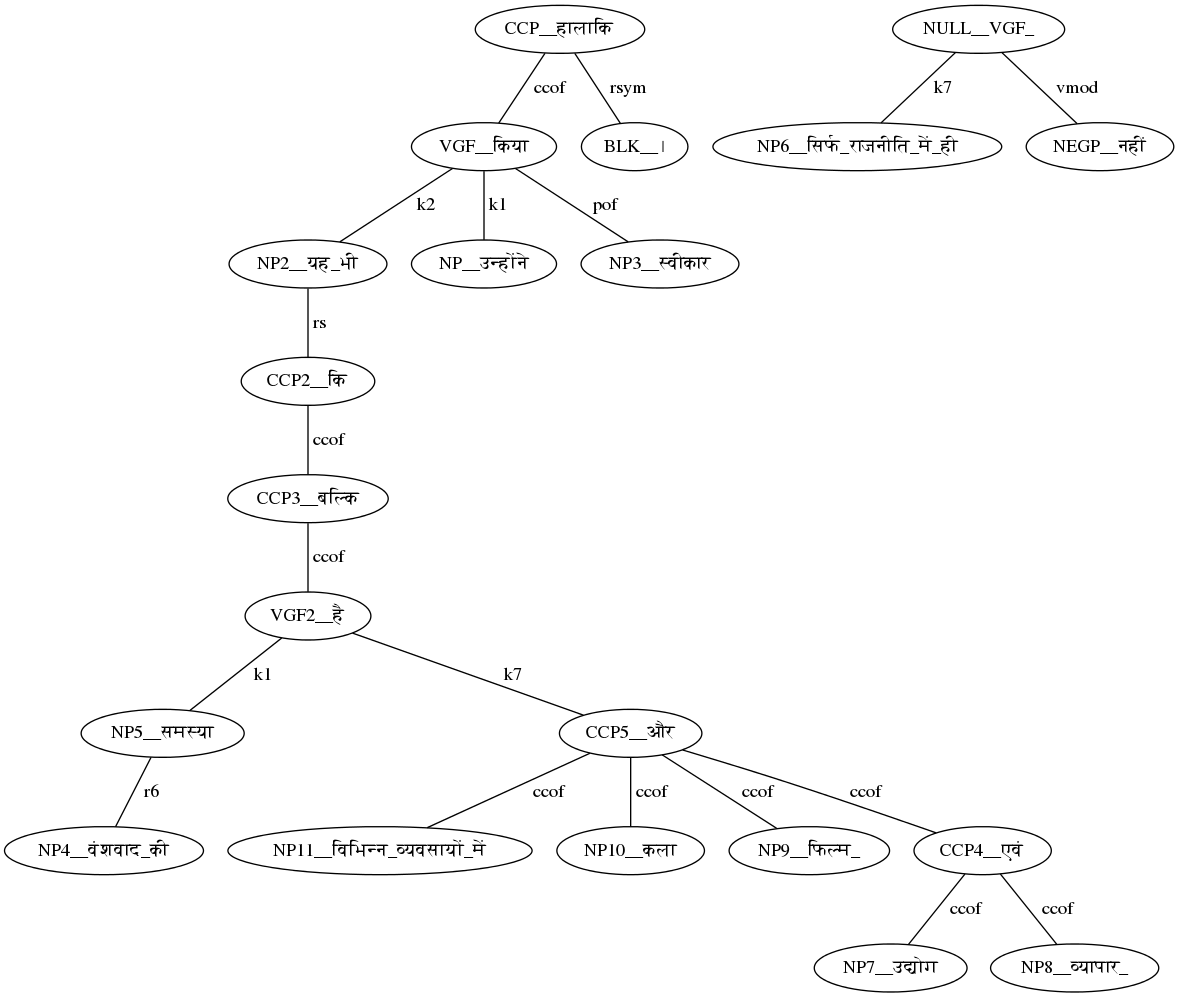 CCP__हालाकि NULL__VGF_
ccof rsym k7 vmod
VGF__किया BLK__। NP6__सिर्फ_राजनीति_में_ही NEGP__नहीं
k2 k1 pof
NP2__यह_भी NP__उन्होंने NP3__स्वीकार
rs
CCP2__कि
ccof
CCP3__बल्कि
ccof
VGF2__है
k1 k7
NP5__समस्या CCP5__और
r6 ccof ccof ccof ccof
NP4__वंशवाद_की NP11__विभिन्न_व्यवसायों_में NP10__कला NP9__फिल्म_ CCP4__एवं
ccof ccof
NP7__उद्योग NP8__व्यापार_